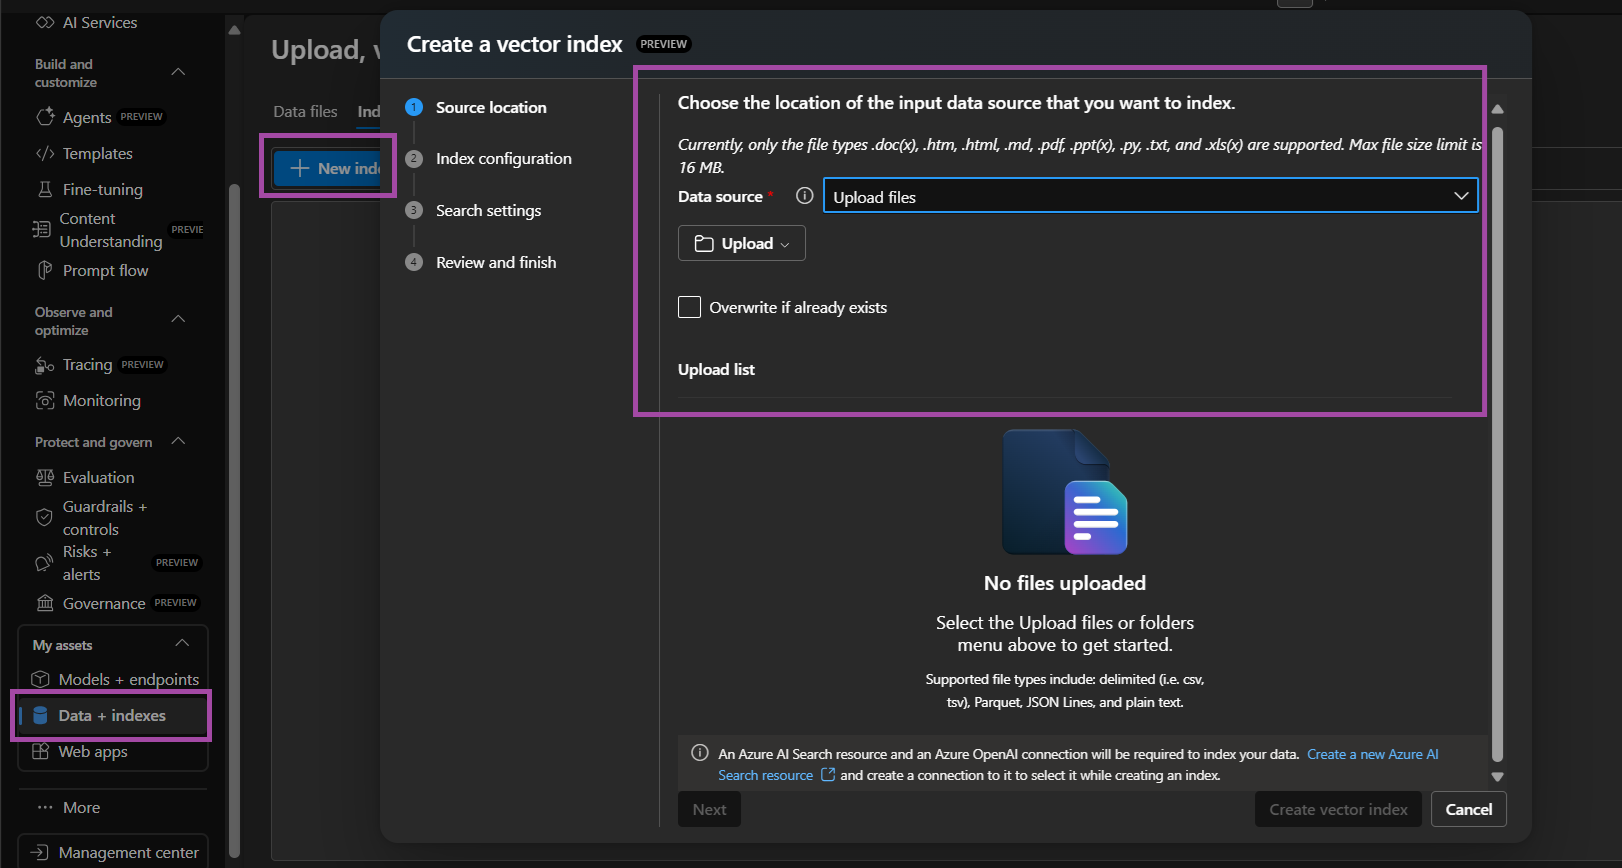 AI Services
Build and
customize
Agents PREVIEW
Templates
Fine-tuning
Content
Understanding PREVIE
Prompt flow
Observe and
optimize
Tracing PREVIEW
Monitoring
Protect and govern
Evaluation
Guardrails +
controls
Risks +
alerts PREVIEW
Governance PREVIEW
My assets
Models + endpoints
Data + indexes
Web apps
More
Management center
Upload, v
Data files Ind
New inde
Create a vector index PREVIEW
1 Source location
2 Index configuration
3 Search settings
4 Review and finish
Choose the location of the input data source that you want to index.
Currently, only the file types .doc(x), .htm, .html, .md, .pdf, .ppt(x), .py, .txt, and .xls(x) are supported. Max file size limit is
16 MB.
Data source * Upload files
Upload
Overwrite if already exists
Upload list
No files uploaded
Select the Upload files or folders
menu above to get started.
Supported file types include: delimited (i.e. csv,
tsv), Parquet, JSON Lines, and plain text.
An Azure AI Search resource and an Azure OpenAI connection will be required to index your data. Create a new Azure AI
Search resource and create a connection to it to select it while creating an index.
Next Create vector index Cancel